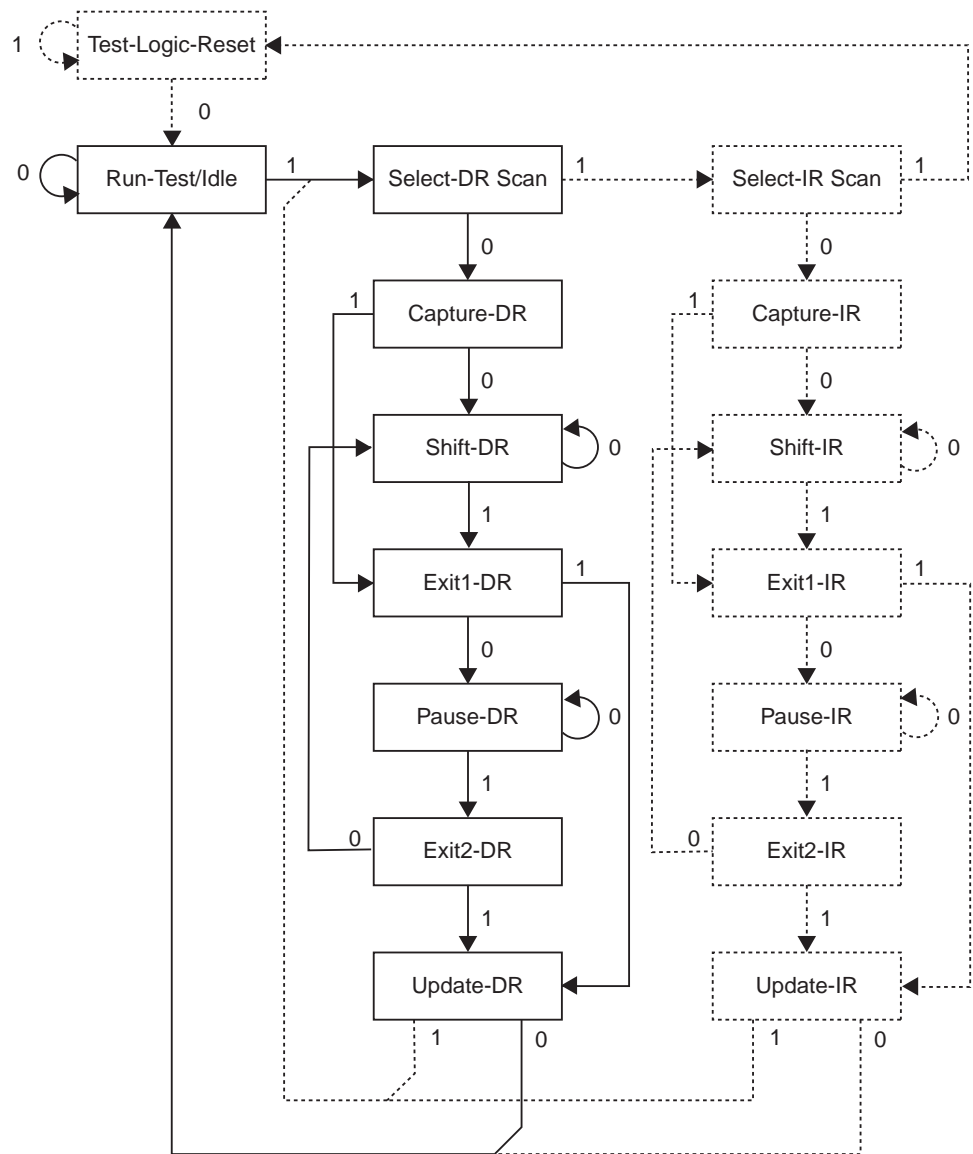 1
Test-Logic-Reset
0
0
Run-Test/Idle
1
Select-DR Scan
1
Select-IR Scan
1
0
0
1
Capture-DR
1
Capture-IR
0
0
Shift-DR
0
Shift-IR
0
1
1
Exit1-DR
1
Exit1-IR
1
0
0
Pause-DR
0
Pause-IR
0
1
1
0
Exit2-DR
0
Exit2-IR
1
1
Update-DR
Update-IR
1
0
1
0